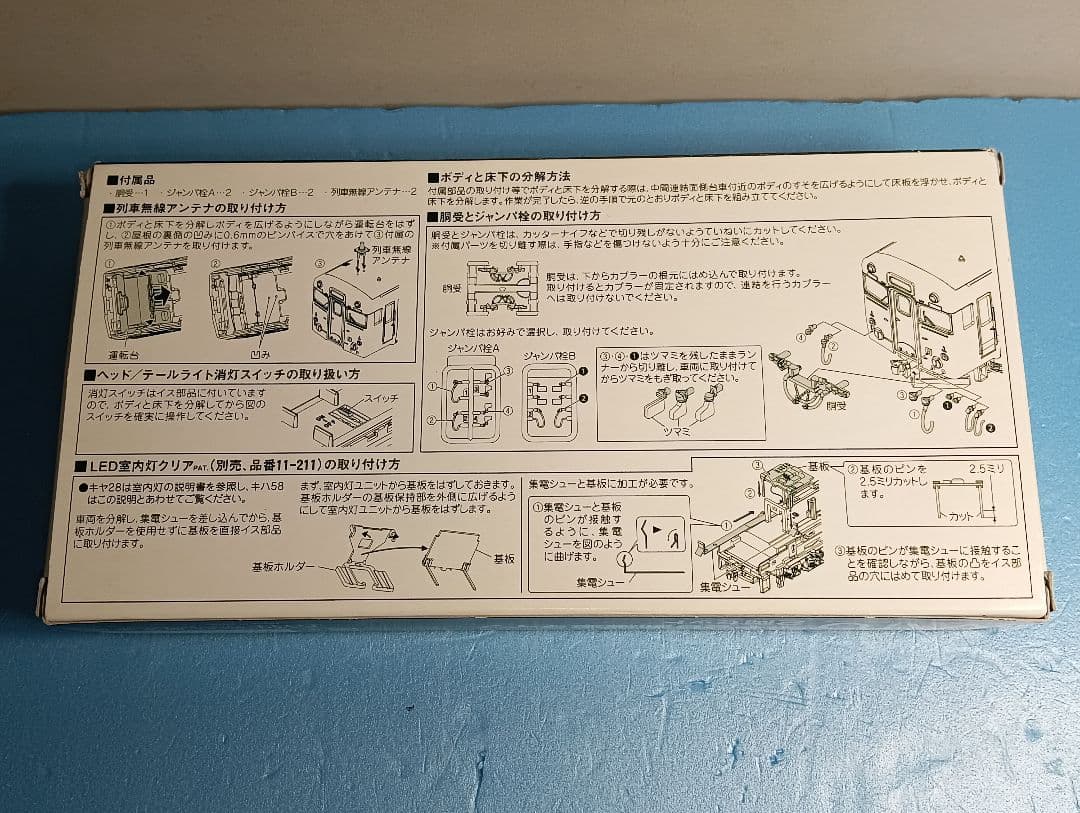 ■付属品
・胴受…1 ・ジャンパ栓A…2 ・ジャンパ栓B…2 ・列車無線アンテナ…2
■列車無線アンテナの取り付け方
①ボディと床下を分解しボディを広げるようにしながら運転台をはず
し、②屋根の裏側の凹みに0.6mmのピンバイスで穴をあけて③付属の
列車無線アンテナを取り付けます。
列車無線
アンテナ
①
②
③
運転台
凹み
■ヘッド/テールライト消灯スイッチの取り扱い方
消灯スイッチはイス部品に付いています
ので、ボディと床下を分解してから図の
スイッチを確実に操作してください。
スイッチ
■ボディと床下の分解方法
付属部品の取り付け等でボディと床下を分解する際は、中間連結面側台車付近のボディのすそを広げるようにして床板を浮かせ、ボディと
床下を分解します。作業が完了したら、逆の手順で元のとおりボディと床下を組み立ててください。
■胴受とジャンパ栓の取り付け方
胴受とジャンパ栓は、カッターナイフなどで切り残しがないようていねいにカットしてください。
※付属パーツを切り離す際は、手指などを傷つけないよう十分にご注意ください。
胴受
胴受は、下からカプラーの根元にはめ込んで取り付けます。
取り付けるとカプラーが固定されますので、連結を行うカプラー
へは取り付けないでください。
ジャンパ栓はお好みで選択し、取り付けてください。
ジャンパ栓A
ジャンパ栓B
①
②
③
④
❶
❷
③・④・❶はツマミを残したままラン
ナーから切り離し、車両に取り付けて
からツマミをもぎ取ってください。
ツマミ
④
②
胴受
③
①
❶
❷
■LED室内灯クリアPAT.(別売、品番11-211)の取り付け方
●キヤ28は室内灯の説明書を参照し、キハ58
はこの説明とあわせてご覧ください。
車両を分解し、集電シューを差し込んでから、基
板ホルダーを使用せずに基板を直接イス部品
に取り付けます。
まず、室内灯ユニットから基板をはずしておきます。
基板ホルダーの基板保持部を外側に広げるよう
にして室内灯ユニットから基板をはずします。
基板ホルダー
基板
集電シューと基板に加工が必要です。
①集電シューと基板
のピンが接触す
るように、集電
シューを図のよう
に曲げます。
集電シュー
③
基板
②
①
集電シュー
②基板のピンを
2.5ミリカットし
ます。
2.5ミリ
カット
③基板のピンが集電シューに接触するこ
とを確認しながら、基板の凸をイス部
品の穴にはめて取り付けます。